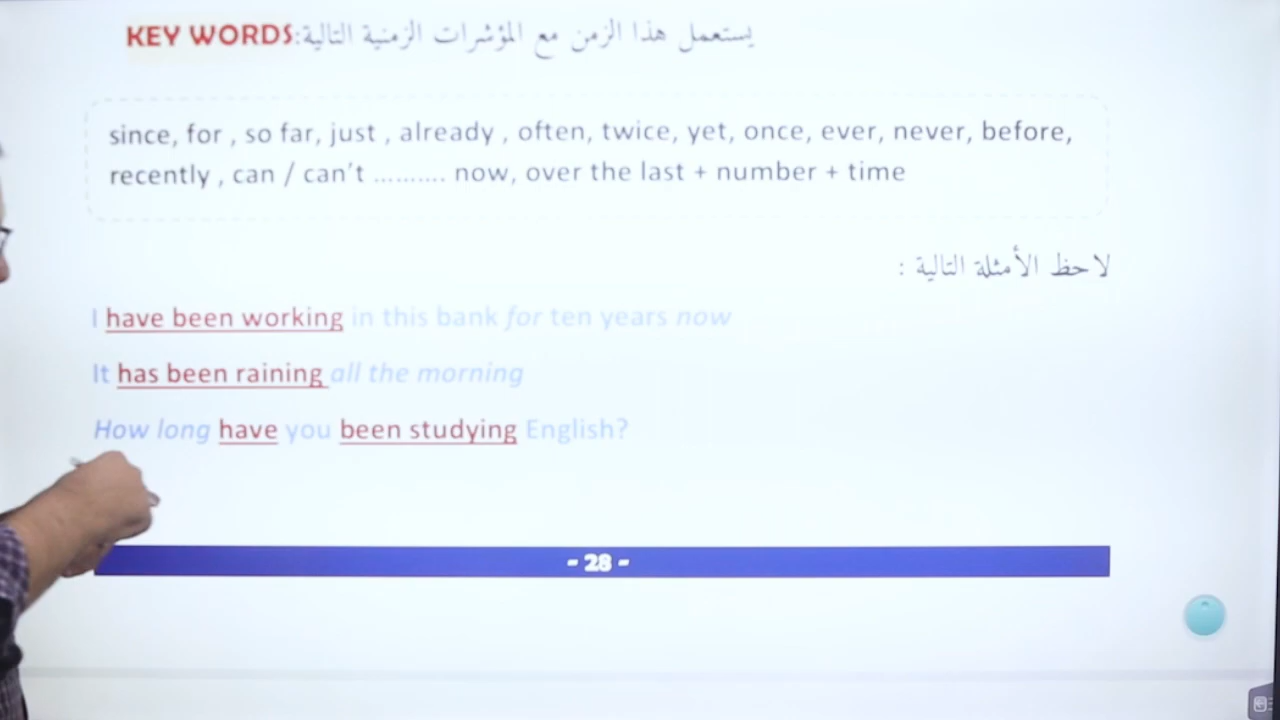 KEY WORDS:يستعمل هذا الزمن مع المؤشرات الزمنية التالية
since, for , so far, just , already , often, twice, yet, once, ever, never, before,
recently , can / can't .......... now, over the last + number + time
لاحظ الأمثلة التالية :
I have been working in this bank for ten years now
It has been raining all the morning
How long have you been studying English?
- 28 -